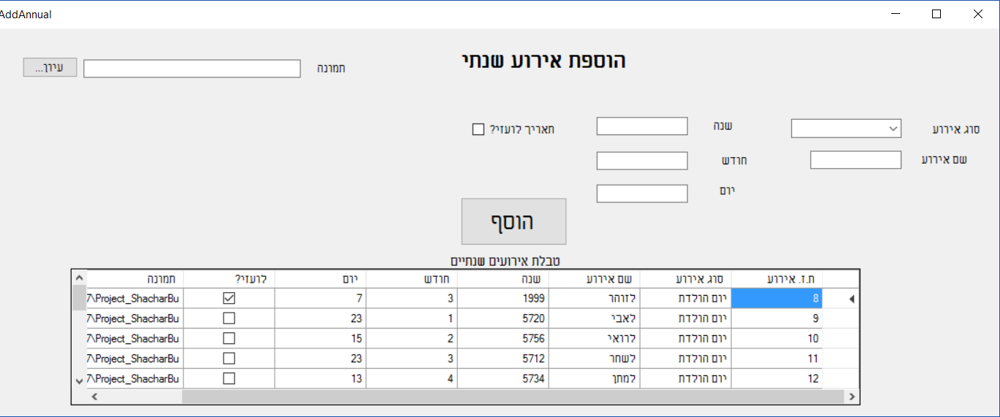 AddAnnual
הוספת אירוע שנתי
תמונה
עיון...
סוג אירוע
שנה
תאריך לועזי?
שם אירוע
חודש
יום
הוסף
טבלת אירועים שנתיים
ת.ז. אירוע סוג אירוע שם אירוע שנה חודש יום לועזי? תמונה
8 יום הולדת לזוהר 1999 3 7 7\Project_ShacharBu
9 יום הולדת לאבי 5720 1 23 7\Project_ShacharBu
10 יום הולדת לרואי 5756 2 15 7\Project_ShacharBu
11 יום הולדת לשחר 5712 3 23 7\Project_ShacharBu
12 יום הולדת למתן 5734 4 13 7\Project_ShacharBu